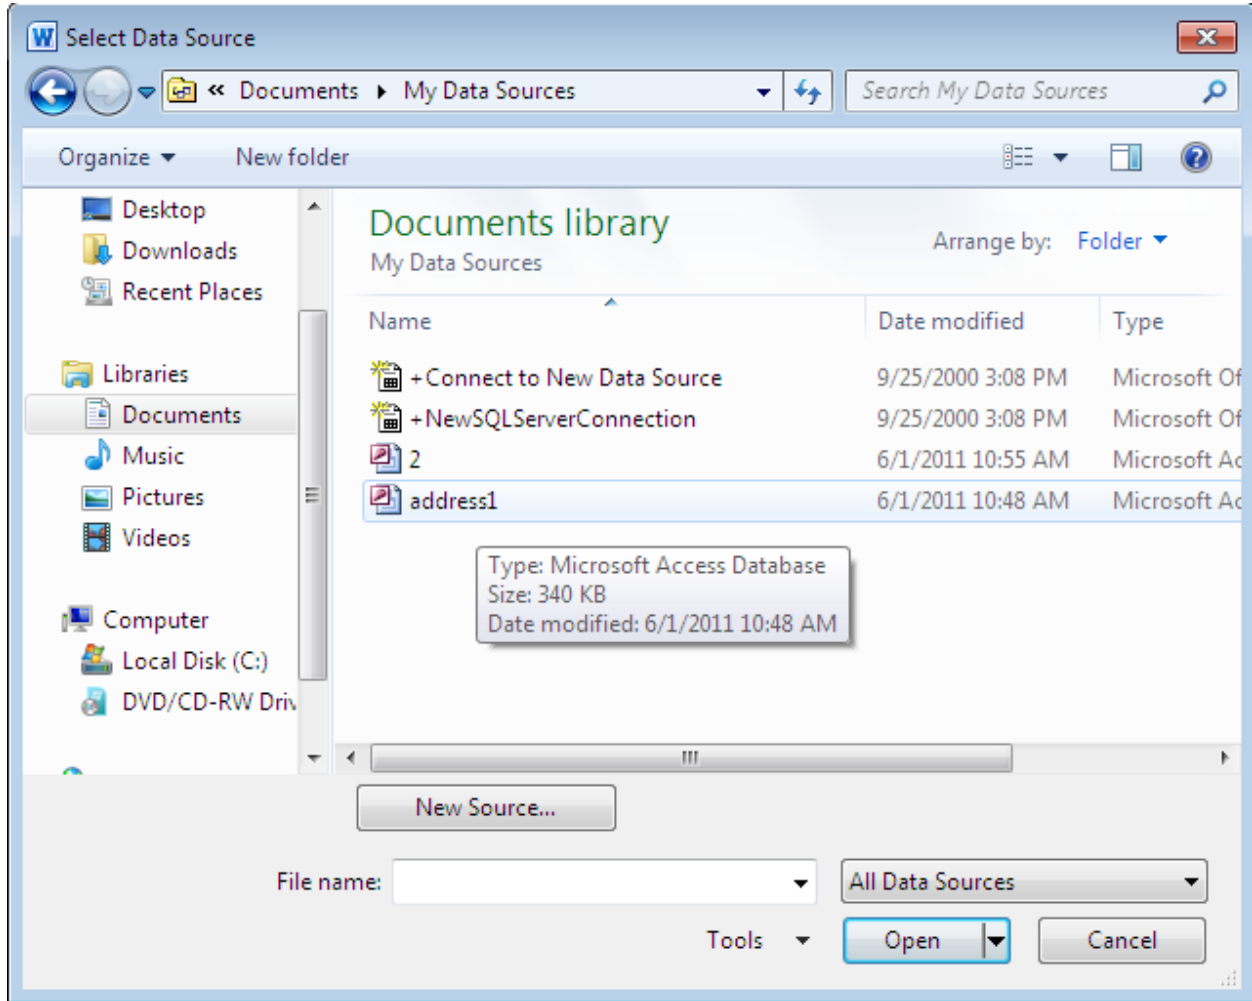 Select Data Source
« Documents ▸ My Data Sources
Search My Data Sources
Organize
New folder
Desktop
Downloads
Recent Places
Libraries
Documents
Music
Pictures
Videos
Computer
Local Disk (C:)
DVD/CD-RW Driv
Documents library
My Data Sources
Arrange by: Folder
Name Date modified Type
+Connect to New Data Source 9/25/2000 3:08 PM Microsoft Of
+NewSQLServerConnection 9/25/2000 3:08 PM Microsoft Of
2 6/1/2011 10:55 AM Microsoft Ac
address1 6/1/2011 10:48 AM Microsoft Ac
Type: Microsoft Access Database
Size: 340 KB
Date modified: 6/1/2011 10:48 AM
New Source...
File name:
All Data Sources
Tools
Open
Cancel